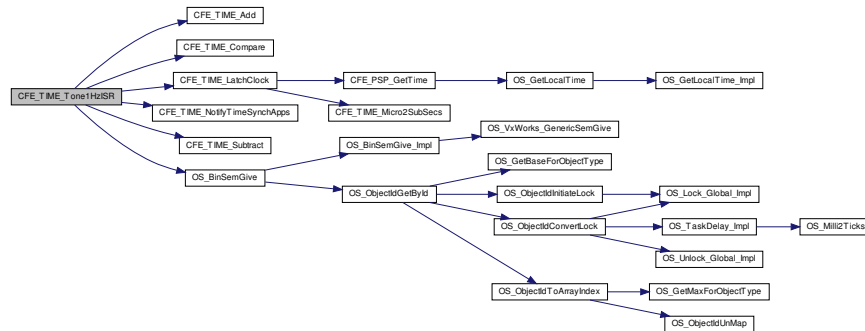 CFE_TIME_Add
CFE_TIME_Compare
CFE_TIME_Tone1HzISR
CFE_TIME_LatchClock
CFE_PSP_GetTime
OS_GetLocalTime
OS_GetLocalTime_Impl
CFE_TIME_NotifyTimeSynchApps
CFE_TIME_Micro2SubSecs
CFE_TIME_Subtract
OS_BinSemGive
OS_BinSemGive_Impl
OS_VxWorks_GenericSemGive
OS_ObjectIdGetById
OS_GetBaseForObjectType
OS_ObjectIdInitiateLock
OS_Lock_Global_Impl
OS_ObjectIdConvertLock
OS_TaskDelay_Impl
OS_Milli2Ticks
OS_Unlock_Global_Impl
OS_ObjectIdToArrayIndex
OS_GetMaxForObjectType
OS_ObjectIdUnMap